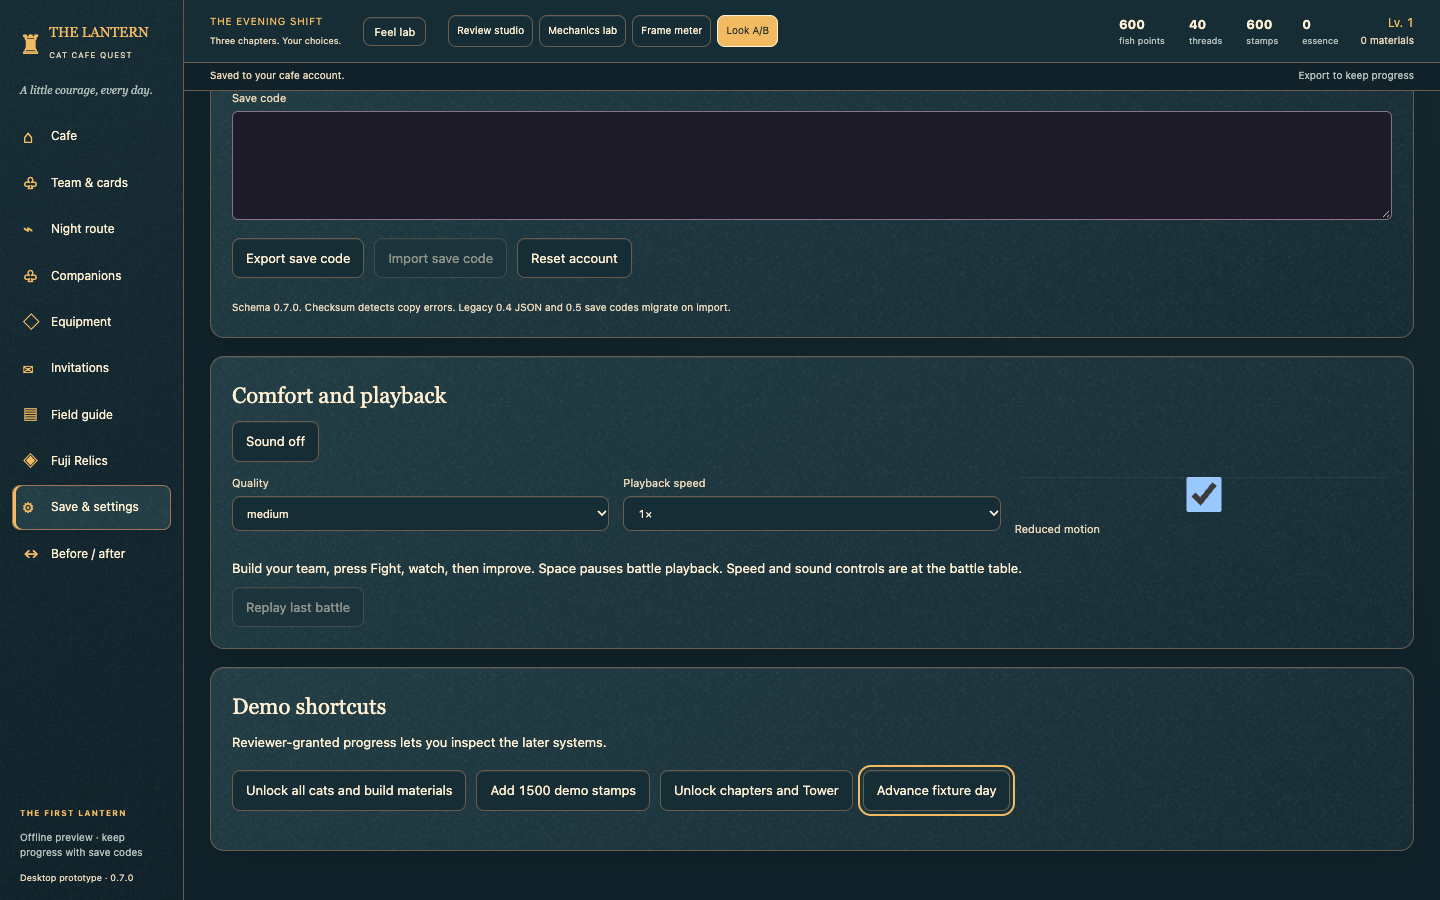 THE LANTERN
CAT CAFE QUEST
A little courage, every day.
Cafe
Team & cards
Night route
Companions
Equipment
Invitations
Field guide
Fuji Relics
Save & settings
Before / after
THE FIRST LANTERN
Offline preview · keep
progress with save codes
Desktop prototype · 0.7.0
THE EVENING SHIFT
Three chapters. Your choices.
Feel lab
Review studio
Mechanics lab
Frame meter
Look A/B
600
fish points
40
threads
600
stamps
0
essence
Lv. 1
0 materials
Saved to your cafe account.
Export to keep progress
Save code
Export save code
Import save code
Reset account
Schema 0.7.0. Checksum detects copy errors. Legacy 0.4 JSON and 0.5 save codes migrate on import.
Comfort and playback
Sound off
Quality
medium
Playback speed
1×
Reduced motion
Build your team, press Fight, watch, then improve. Space pauses battle playback. Speed and sound controls are at the battle table.
Replay last battle
Demo shortcuts
Reviewer-granted progress lets you inspect the later systems.
Unlock all cats and build materials
Add 1500 demo stamps
Unlock chapters and Tower
Advance fixture day